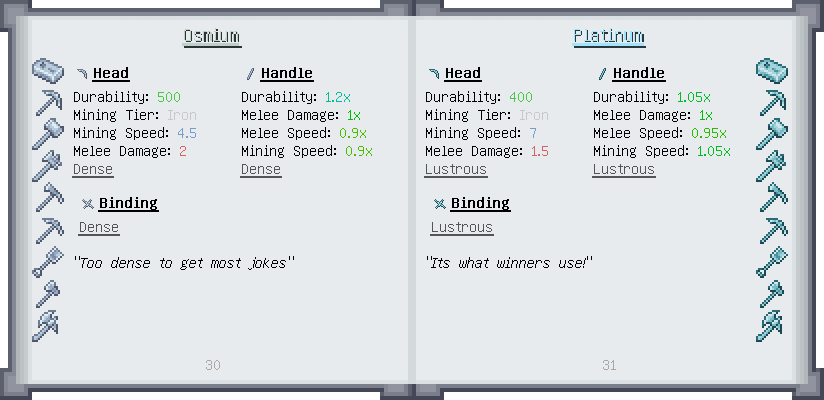 Osmium
Head
Durability: 500
Mining Tier: Iron
Mining Speed: 4.5
Melee Damage: 2
Dense
Handle
Durability: 1.2x
Melee Damage: 1x
Melee Speed: 0.9x
Mining Speed: 0.9x
Dense
Binding
Dense
"Too dense to get most jokes"
30
Platinum
Head
Durability: 400
Mining Tier: Iron
Mining Speed: 7
Melee Damage: 1.5
Lustrous
Handle
Durability: 1.05x
Melee Damage: 1x
Melee Speed: 0.95x
Mining Speed: 1.05x
Lustrous
Binding
Lustrous
"Its what winners use!"
31